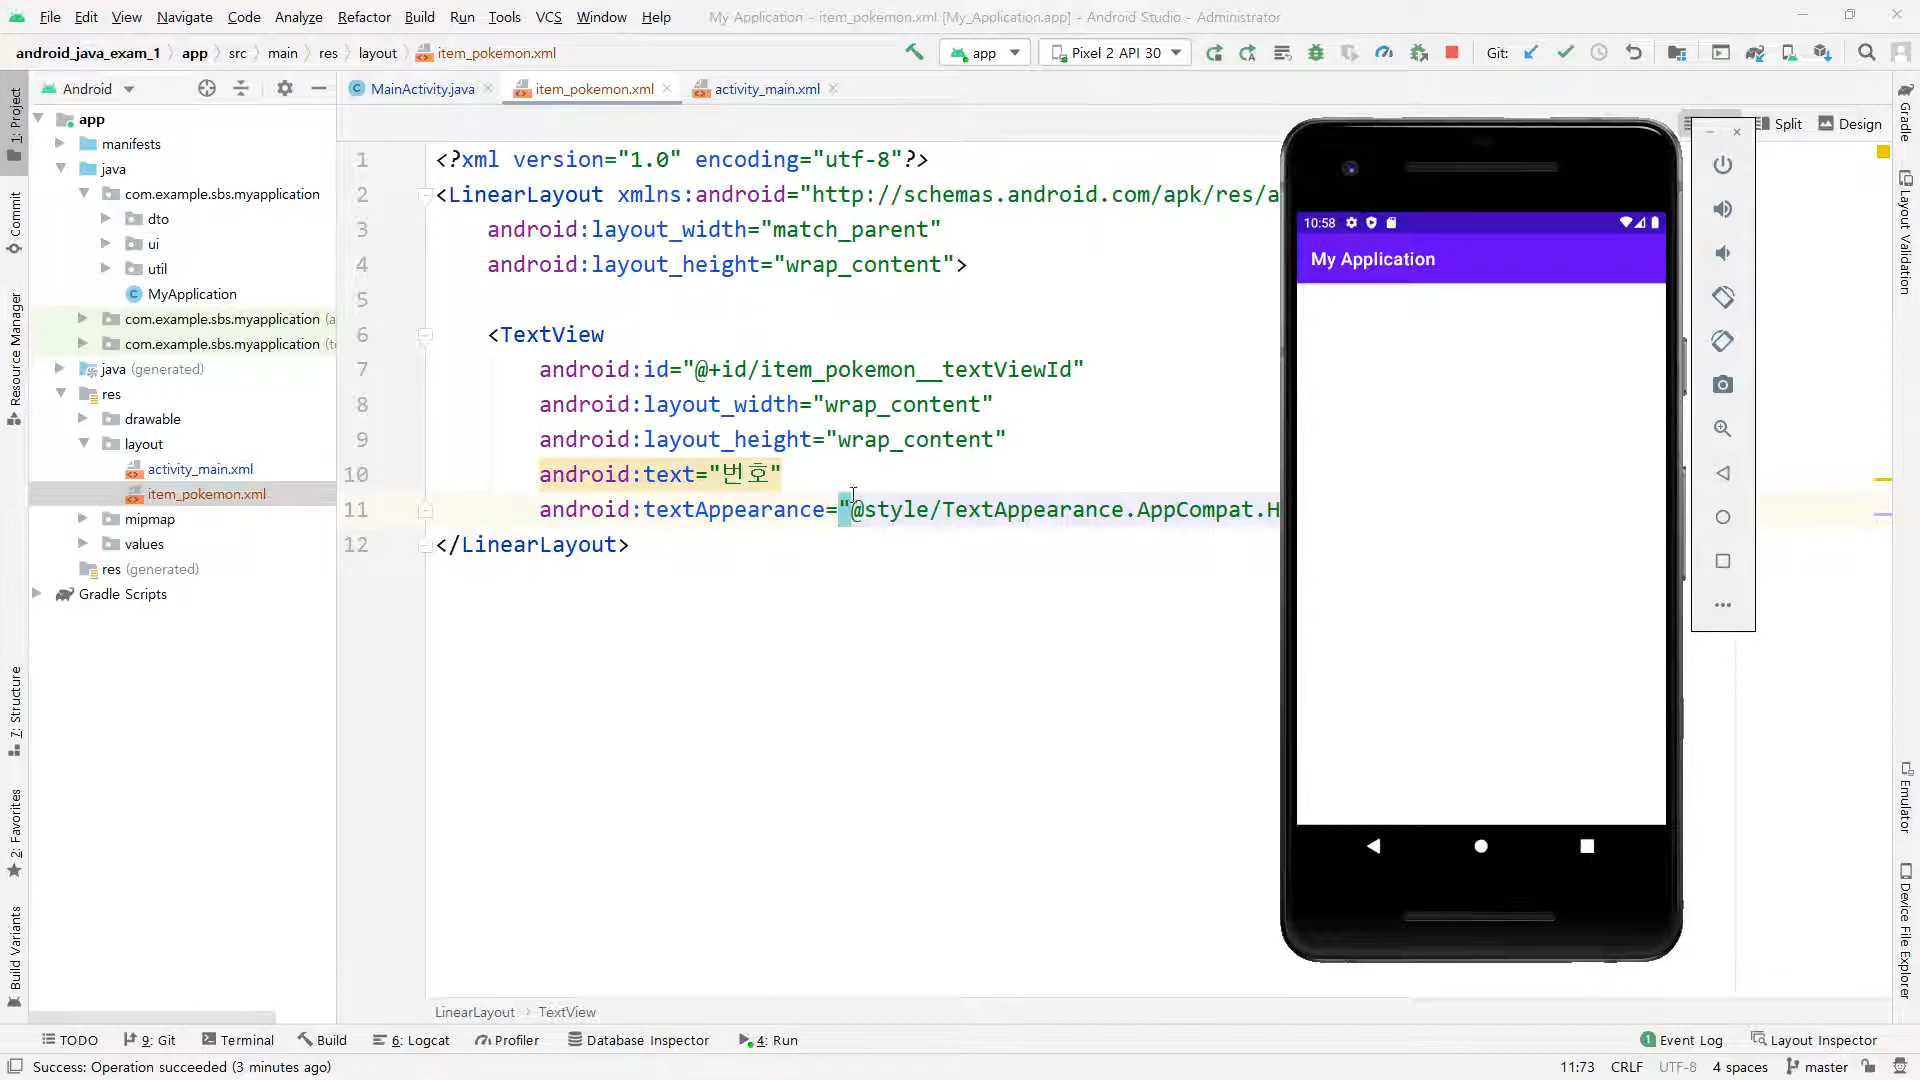 File Edit View Navigate Code Analyze Refactor Build Run Tools VCS Window Help My Application - item_pokemon.xml [My_Application.app] - Android Studio - Administrator
android_java_exam_1 app src main res layout item_pokemon.xml app Pixel 2 API 30 Git:
Android MainActivity.java item_pokemon.xml activity_main.xml
Split Design
1: Project
Commit
Resource Manager
7: Structure
2: Favorites
Build Variants
app
manifests
java
com.example.sbs.myapplication
dto
ui
util
MyApplication
com.example.sbs.myapplication (a
com.example.sbs.myapplication (t
java (generated)
res
drawable
layout
activity_main.xml
item_pokemon.xml
mipmap
values
res (generated)
Gradle Scripts
1 <?xml version="1.0" encoding="utf-8"?>
2 <LinearLayout xmlns:android="http://schemas.android.com/apk/res/a
3 android:layout_width="match_parent"
4 android:layout_height="wrap_content">
5
6 <TextView
7 android:id="@+id/item_pokemon__textViewId"
8 android:layout_width="wrap_content"
9 android:layout_height="wrap_content"
10 android:text="번호"
11 android:textAppearance="@style/TextAppearance.AppCompat.H
12 </LinearLayout>
10:58
My Application
Gradle
Layout Validation
Emulator
Device File Explorer
LinearLayout TextView
TODO 9: Git Terminal Build 6: Logcat Profiler Database Inspector 4: Run 1 Event Log Layout Inspector
Success: Operation succeeded (3 minutes ago) 11:73 CRLF UTF-8 4 spaces master